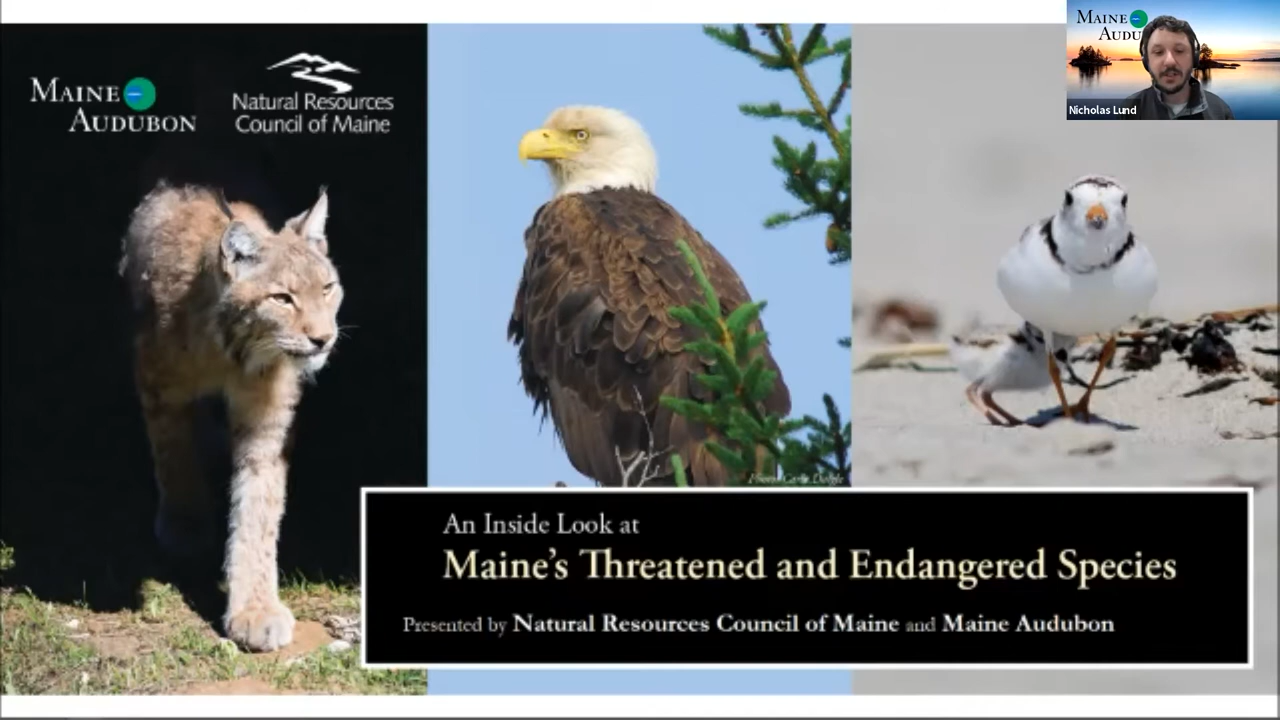 MAINE
AUDUBON
Natural Resources
Council of Maine
MAINE
AUDU
Nicholas Lund
An Inside Look at
Maine's Threatened and Endangered Species
Presented by Natural Resources Council of Maine and Maine Audubon